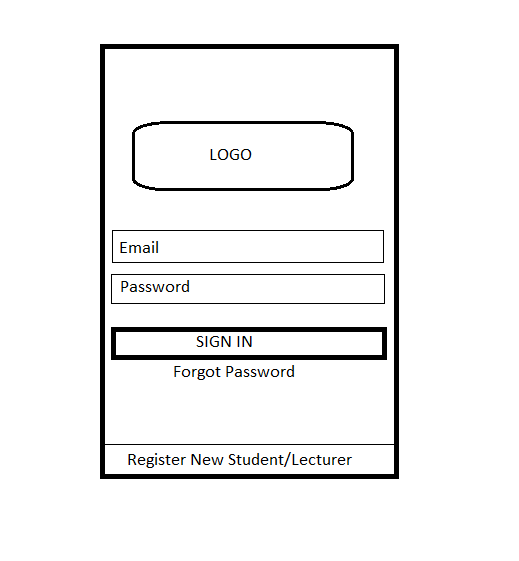 LOGO
Email
Password
SIGN IN
Forgot Password
Register New Student/Lecturer